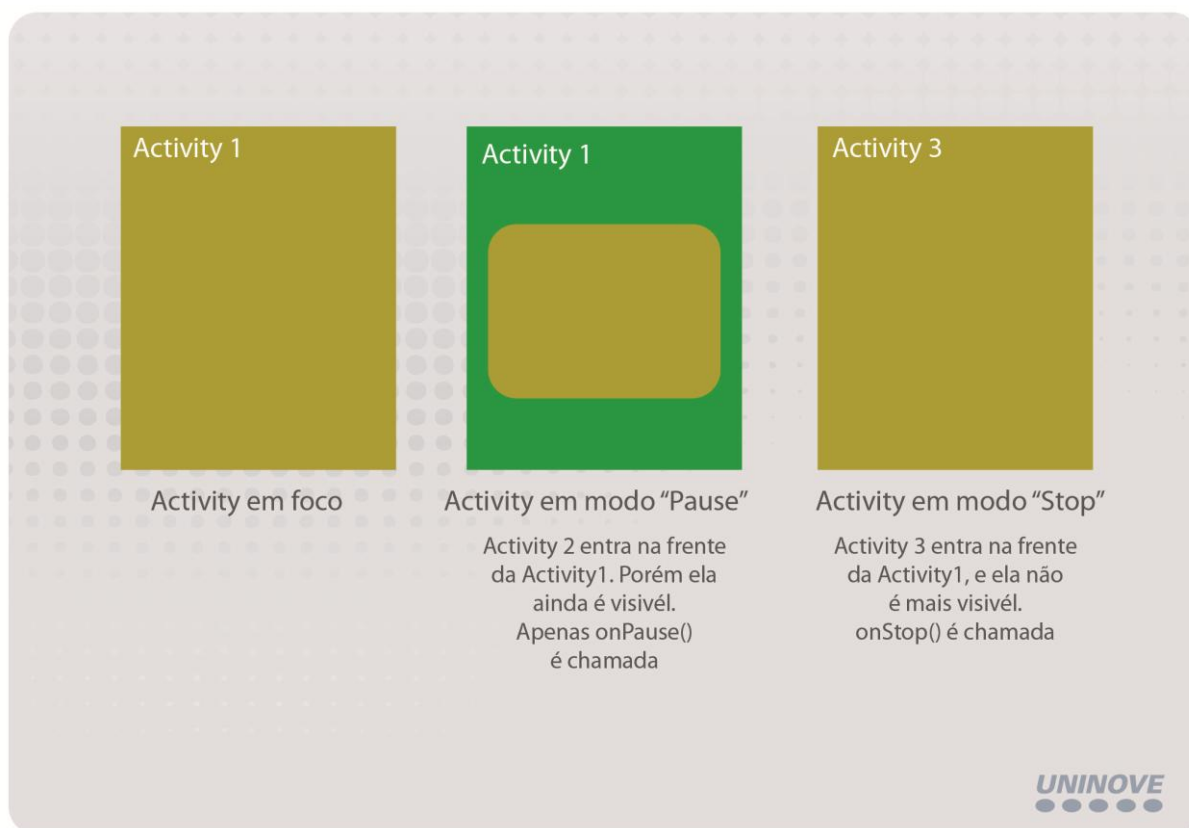 Activity 1
Activity 1
Activity 3
Activity em foco
Activity em modo “Pause”
Activity 2 entra na frente
da Activity1. Porém ela
ainda é visivél.
Apenas onPause()
é chamada
Activity em modo “Stop”
Activity 3 entra na frente
da Activity1, e ela não
é mais visivél.
onStop() é chamada
UNINOVE